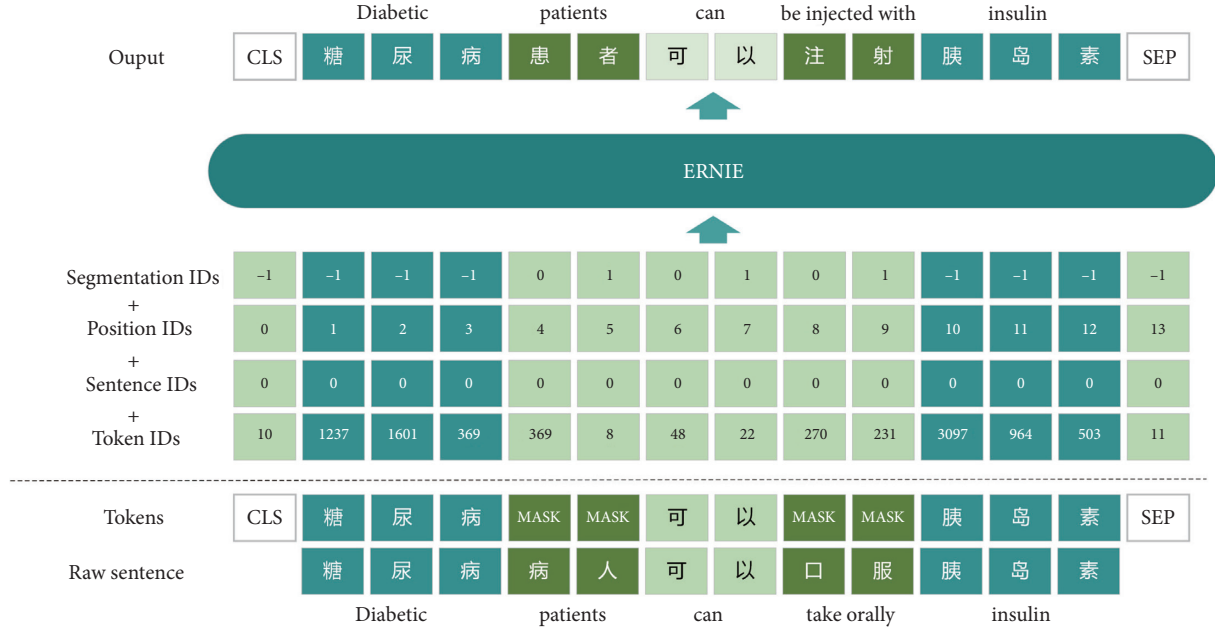 Diabetic patients can be injected with insulin
Ouput CLS 糖 尿 病 患 者 可 以 注 射 胰 岛 素 SEP
ERNIE
Segmentation IDs –1 –1 –1 –1 0 1 0 1 0 1 –1 –1 –1 –1
+
Position IDs 0 1 2 3 4 5 6 7 8 9 10 11 12 13
+
Sentence IDs 0 0 0 0 0 0 0 0 0 0 0 0 0 0
+
Token IDs 10 1237 1601 369 369 8 48 22 270 231 3097 964 503 11
Tokens CLS 糖 尿 病 MASK MASK 可 以 MASK MASK 胰 岛 素 SEP
Raw sentence 糖 尿 病 病 人 可 以 口 服 胰 岛 素
Diabetic patients can take orally insulin